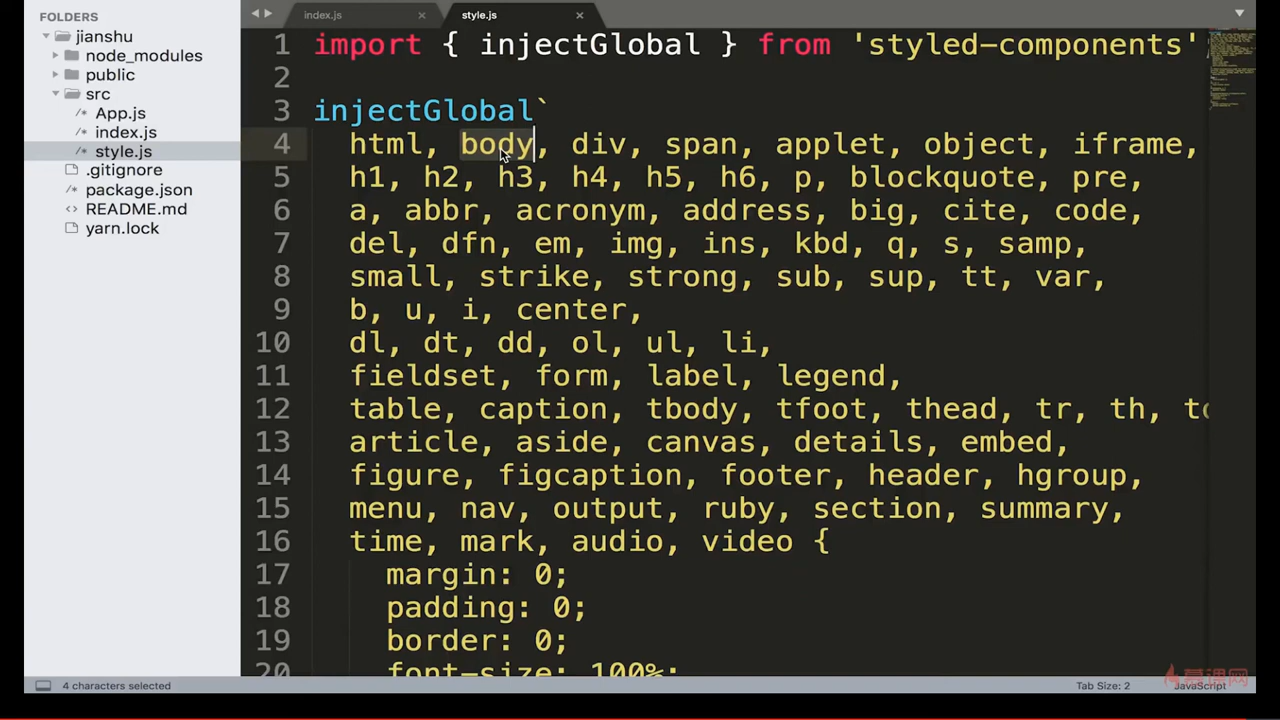 FOLDERS
jianshu
node_modules
public
src
App.js
index.js
style.js
.gitignore
package.json
README.md
yarn.lock
index.js
style.js
1 import { injectGlobal } from 'styled-components'
2
3 injectGlobal`
4 html, body, div, span, applet, object, iframe,
5 h1, h2, h3, h4, h5, h6, p, blockquote, pre,
6 a, abbr, acronym, address, big, cite, code,
7 del, dfn, em, img, ins, kbd, q, s, samp,
8 small, strike, strong, sub, sup, tt, var,
9 b, u, i, center,
10 dl, dt, dd, ol, ul, li,
11 fieldset, form, label, legend,
12 table, caption, tbody, tfoot, thead, tr, th,
13 article, aside, canvas, details, embed,
14 figure, figcaption, footer, header, hgroup,
15 menu, nav, output, ruby, section, summary,
16 time, mark, audio, video {
17 margin: 0;
18 padding: 0;
19 border: 0;
20 font-size: 100%;
4 characters selected
Tab Size: 2
JavaScript
慕课网